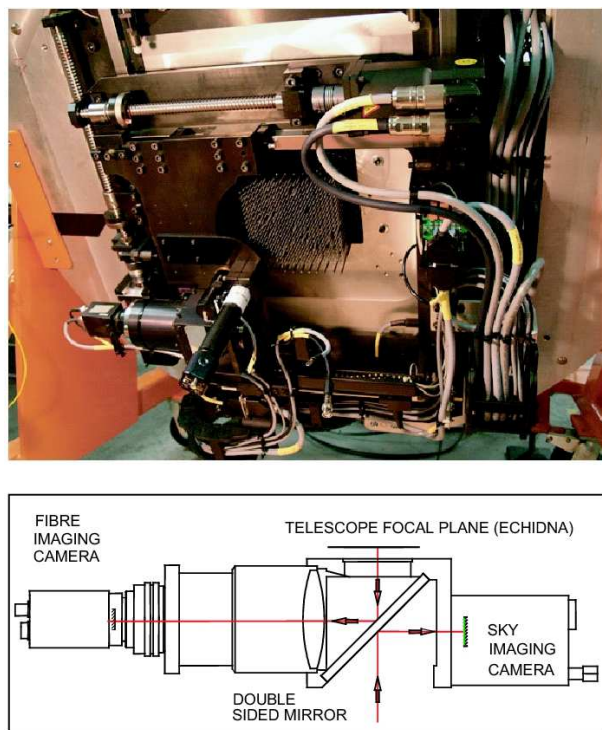 FIBRE
IMAGING
CAMERA
TELESCOPE FOCAL PLANE (ECHIDNA)
SKY
IMAGING
CAMERA
DOUBLE
SIDED MIRROR